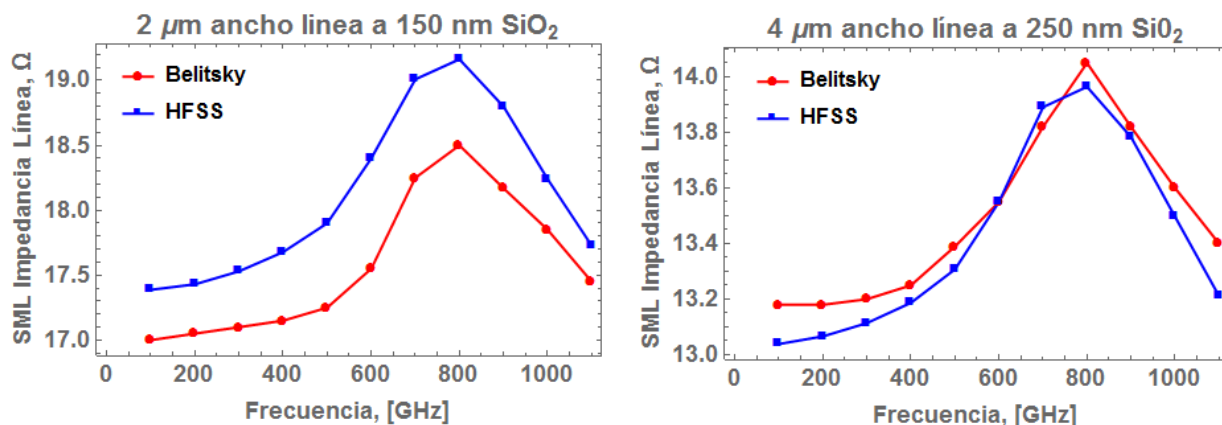 2 μm ancho linea a 150 nm SiO₂
SML Impedancia Línea, Ω
19.0
18.5
18.0
17.5
17.0
Belitsky
HFSS
0 200 400 600 800 1000
Frecuencia, [GHz]
4 μm ancho línea a 250 nm Si0₂
SML Impedancia Línea, Ω
14.0
13.8
13.6
13.4
13.2
13.0
Belitsky
HFSS
0 200 400 600 800 1000
Frecuencia, [GHz]